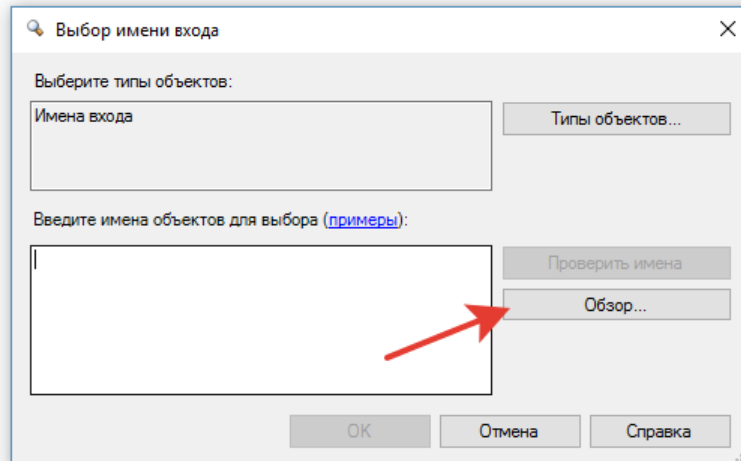 Выбор имени входа
Выберите типы объектов:
Имена входа
Типы объектов...
Введите имена объектов для выбора (примеры):
Проверить имена
Обзор...
OK
Отмена
Справка